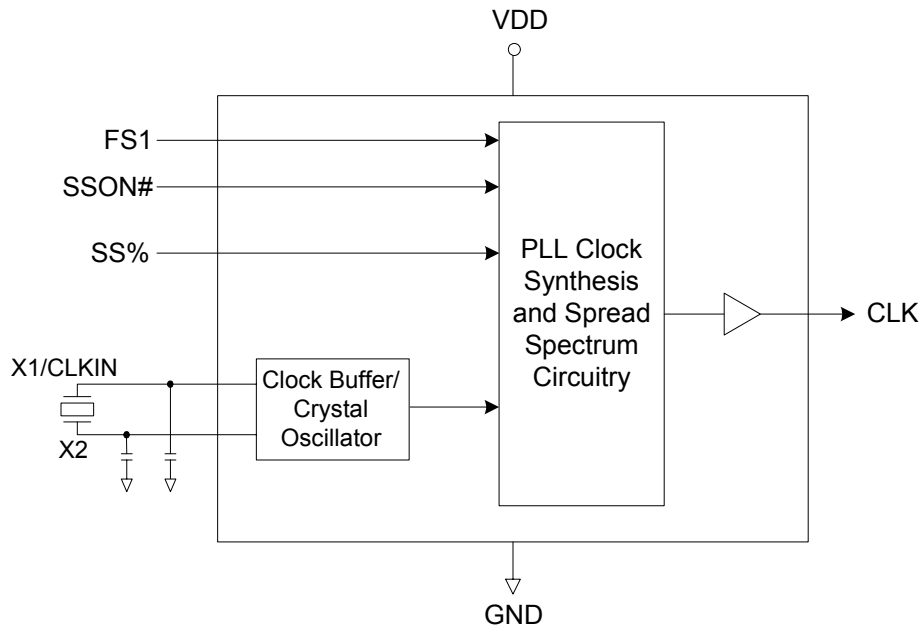 VDD
FS1
SSON#
SS%
PLL Clock
Synthesis
and Spread
Spectrum
Circuitry
CLK
X1/CLKIN
X2
Clock Buffer/
Crystal
Oscillator
GND